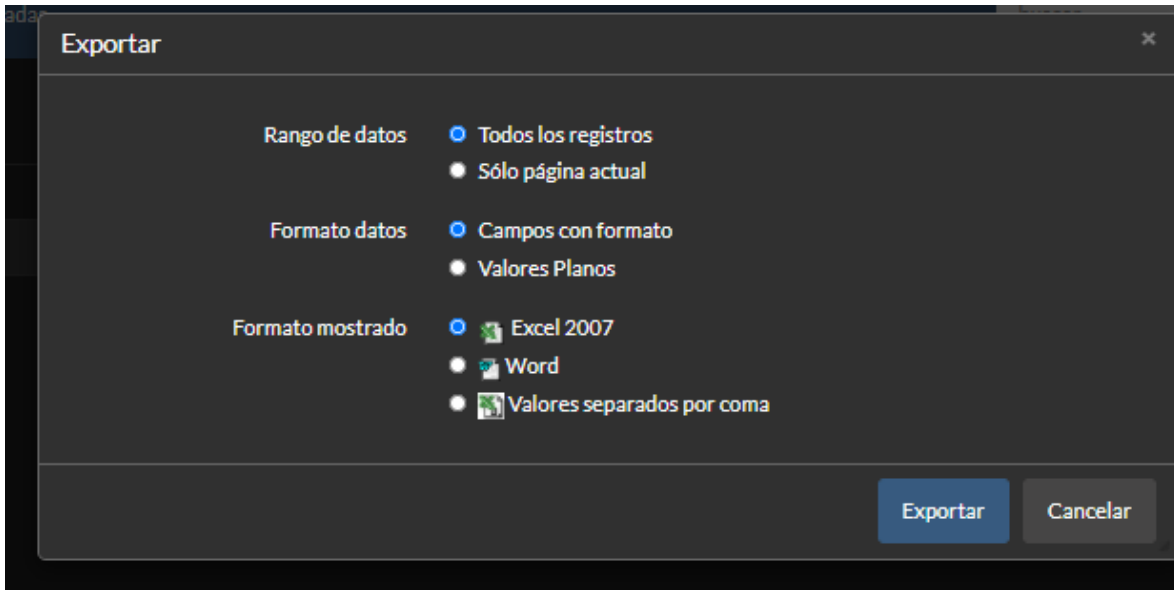 Exportar
×
Rango de datos
Todos los registros
Sólo página actual
Formato datos
Campos con formato
Valores Planos
Formato mostrado
Excel 2007
Word
Valores separados por coma
Exportar
Cancelar